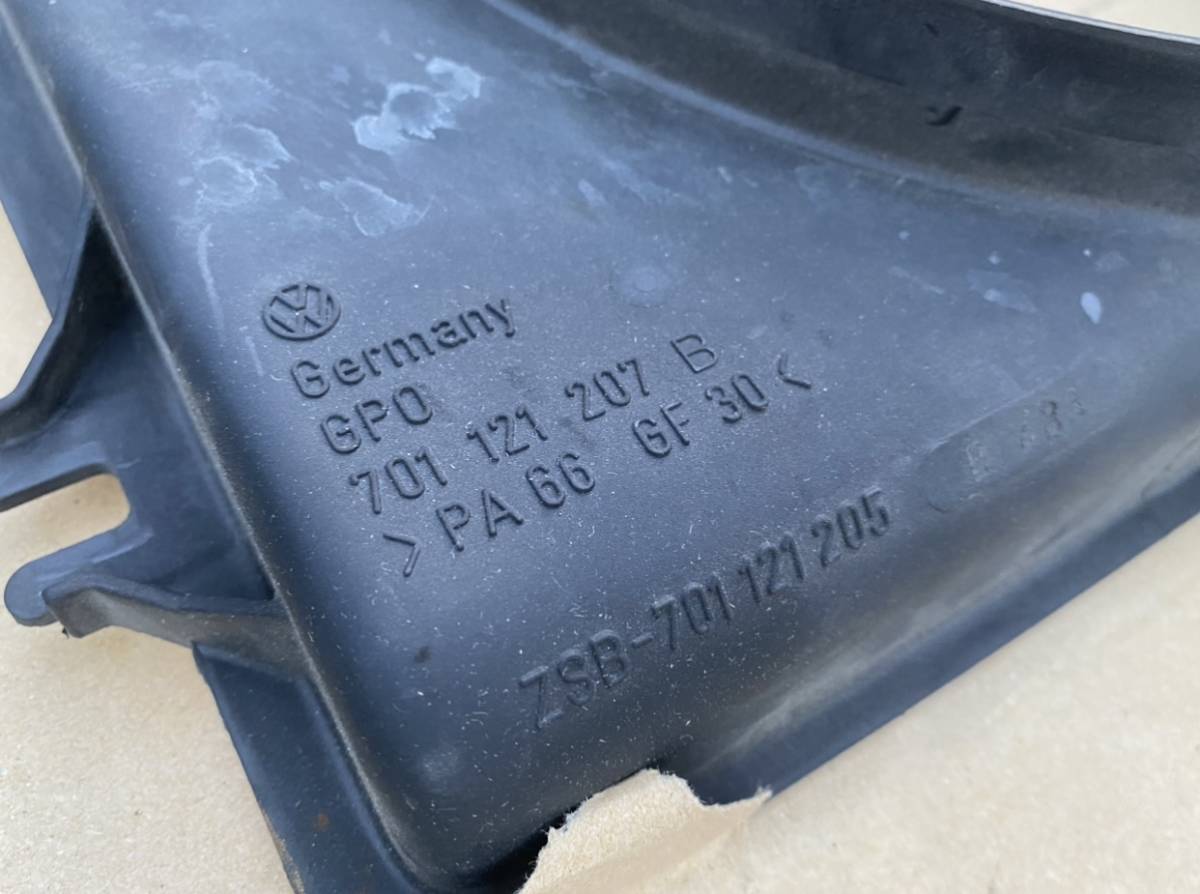 Germany
GPO
701 121 207 B
>PA 66 GF 30<
ZSB-701 121 205